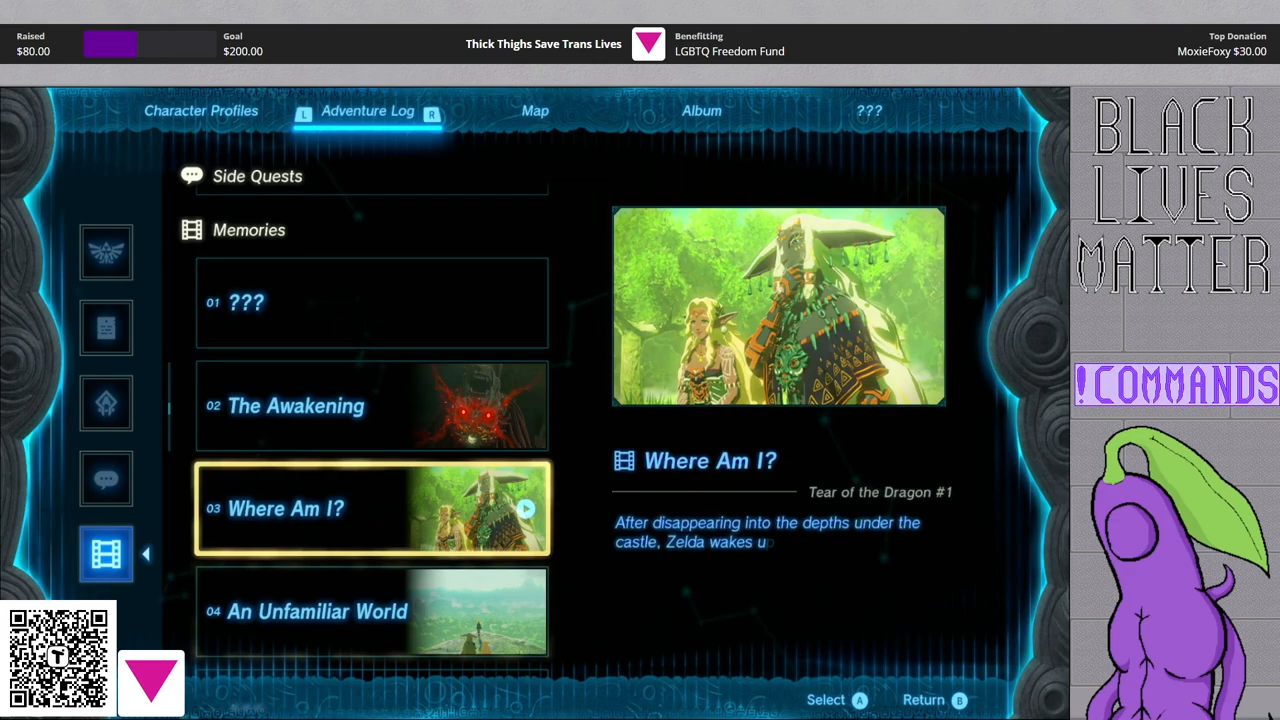 Raised
$80.00
Goal
$200.00
Thick Thighs Save Trans Lives
Benefitting
LGBTQ Freedom Fund
Top Donation
MoxieFoxy $30.00
Character Profiles
L Adventure Log R
Map
Album
???
Side Quests
Memories
01 ???
02 The Awakening
03 Where Am I?
04 An Unfamiliar World
Where Am I?
Tear of the Dragon #1
After disappearing into the depths under the
castle, Zelda wakes up
Select A
Return B
BLACK
LIVES
MATTER
!COMMANDS
T